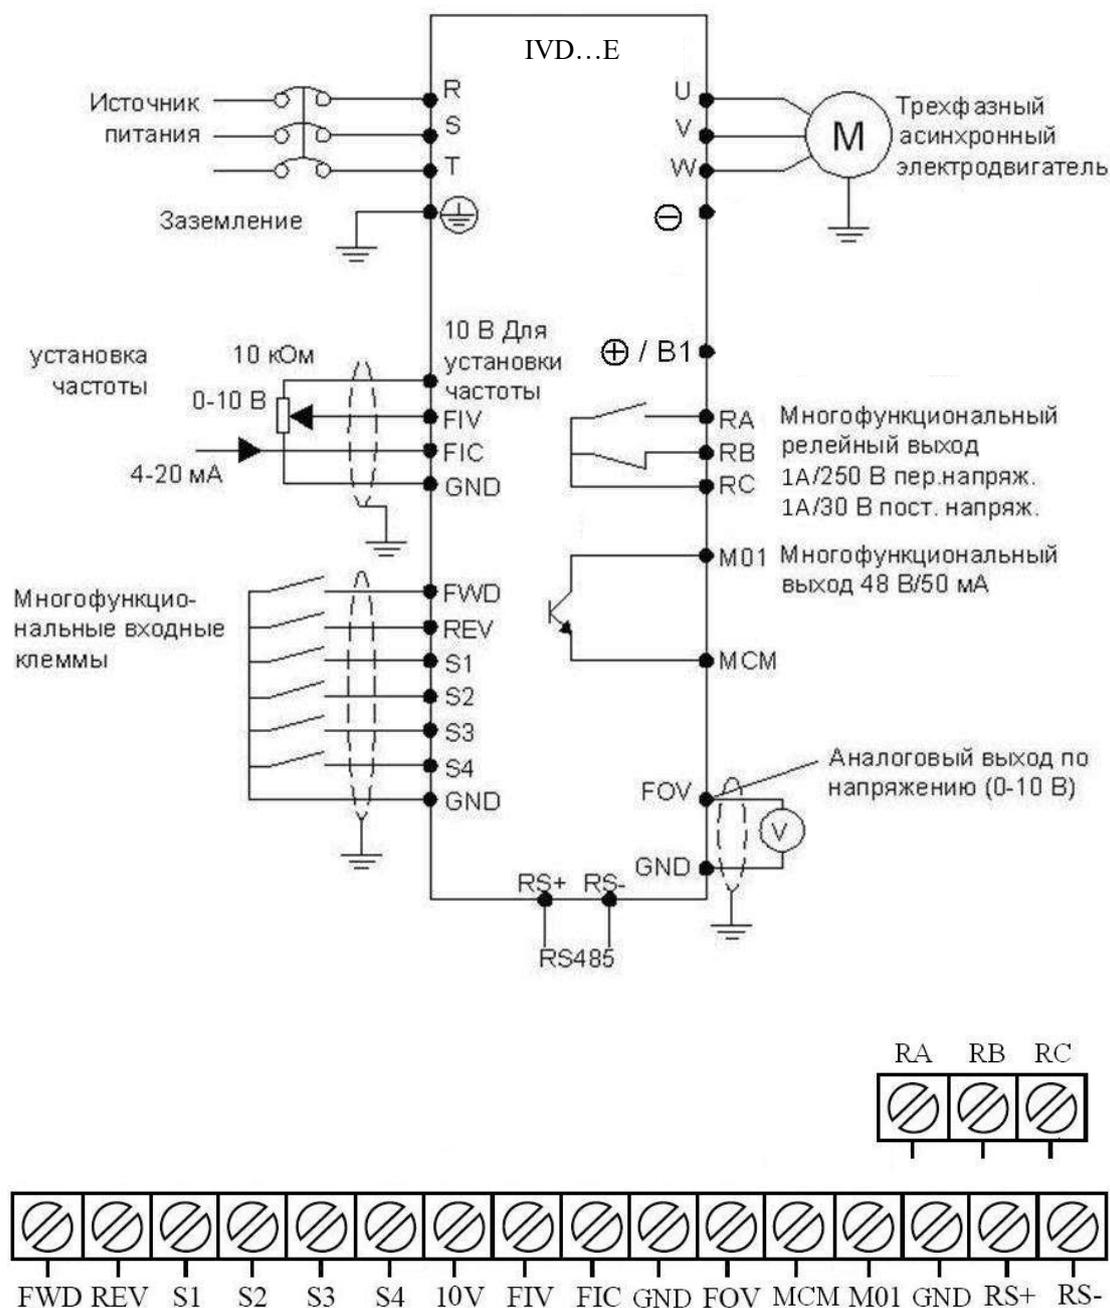 IVD…E
R
U
Источник
питания
S
V
T
W
М
Трехфазный
асинхронный
электродвигатель
Заземление
⊖
10 В Для
установки
частоты
установка
частоты
10 кОм
0-10 В
⊕ / B1
FIV
FIC
4-20 мА
GND
RA
RB
RC
Многофункциональный
релейный выход
1А/250 В пер.напряж.
1А/30 В пост. напряж.
M01
Многофункциональный
выход 48 В/50 мА
MCM
Многофункцио-
нальные входные
клеммы
FWD
REV
S1
S2
S3
S4
GND
Аналоговый выход по
напряжению (0-10 В)
FOV
V
GND
RS+ RS-
RS485
RA RB RC
FWD REV S1 S2 S3 S4 10V FIV FIC GND FOV MCM M01 GND RS+ RS-